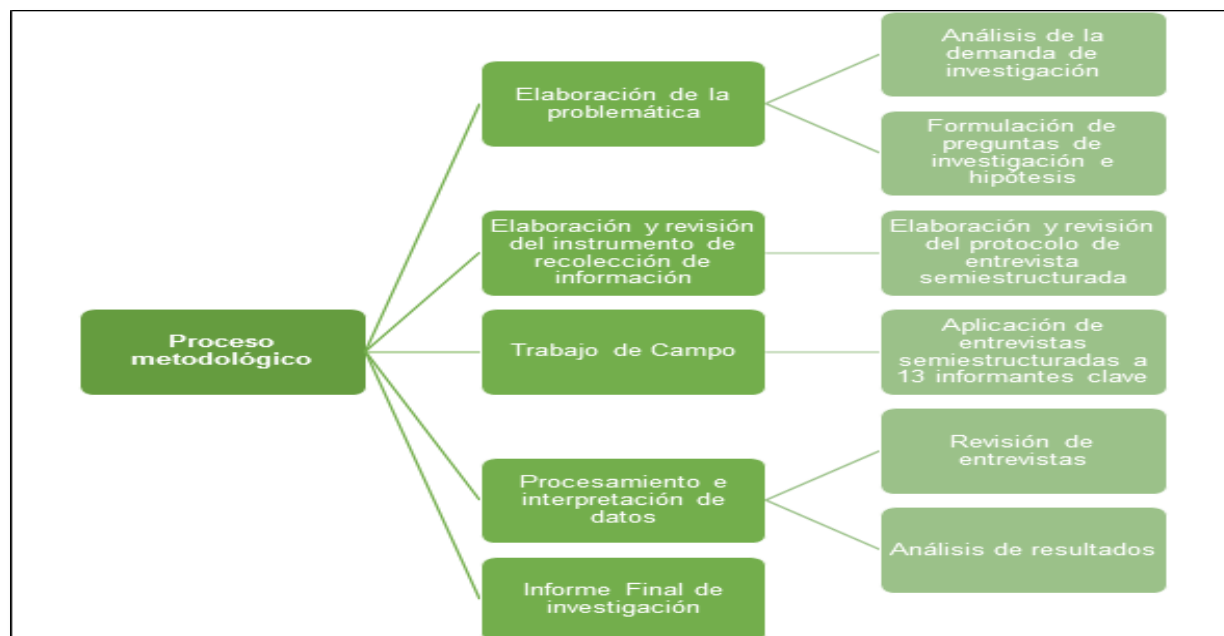 Proceso
metodológico
Elaboración de la
problemática
Análisis de la
demanda de
investigación
Formulación de
preguntas de
investigación e
hipótesis
Elaboración y revisión
del instrumento de
recolección de
información
Elaboración y revisión
del protocolo de
entrevista
semiestructurada
Trabajo de Campo
Aplicación de
entrevistas
semiestructuradas a
13 informantes clave
Procesamiento e
interpretación de
datos
Revisión de
entrevistas
Análisis de resultados
Informe Final de
investigación